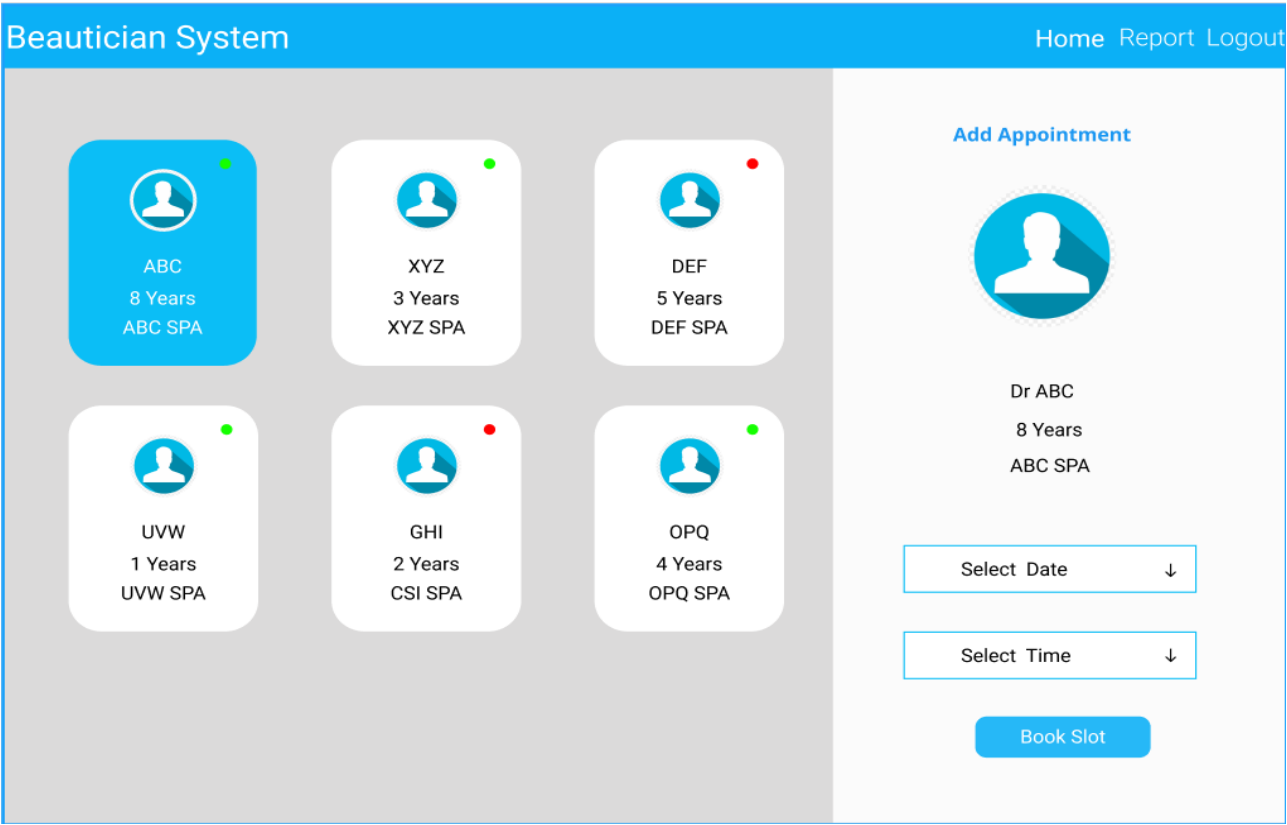 Beautician System
Home Report Logout
ABC
8 Years
ABC SPA
XYZ
3 Years
XYZ SPA
DEF
5 Years
DEF SPA
UVW
1 Years
UVW SPA
GHI
2 Years
CSI SPA
OPQ
4 Years
OPQ SPA
Add Appointment
Dr ABC
8 Years
ABC SPA
Select Date ↓
Select Time ↓
Book Slot